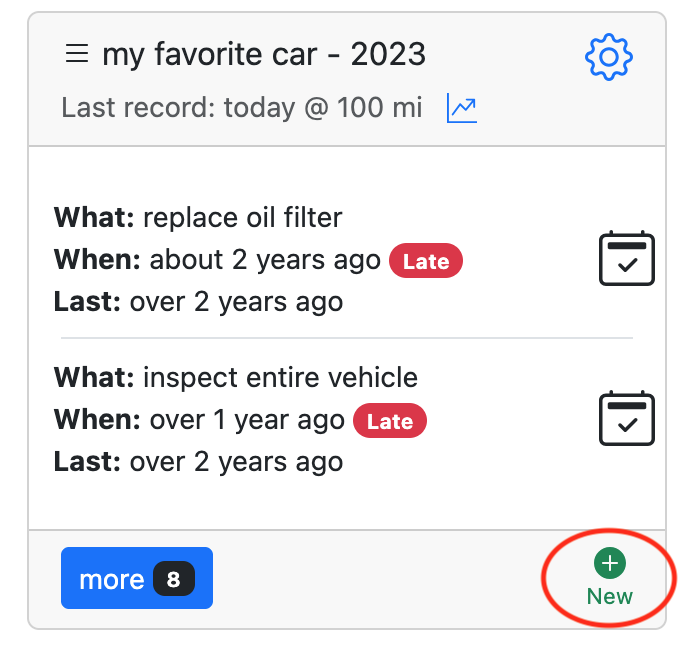 my favorite car - 2023
Last record: today @ 100 mi
What: replace oil filter
When: about 2 years ago Late
Last: over 2 years ago
What: inspect entire vehicle
When: over 1 year ago Late
Last: over 2 years ago
more 8
New